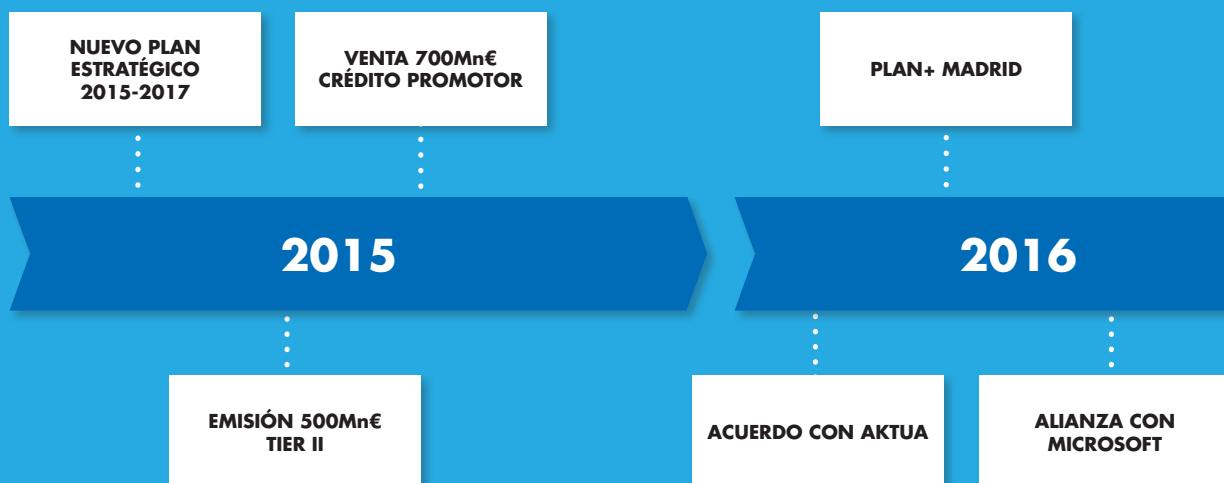 NUEVO PLAN
ESTRATÉGICO
2015-2017
VENTA 700Mn€
CRÉDITO PROMOTOR
PLAN+ MADRID
2015
2016
EMISIÓN 500Mn€
TIER II
ACUERDO CON AKTUA
ALIANZA CON
MICROSOFT